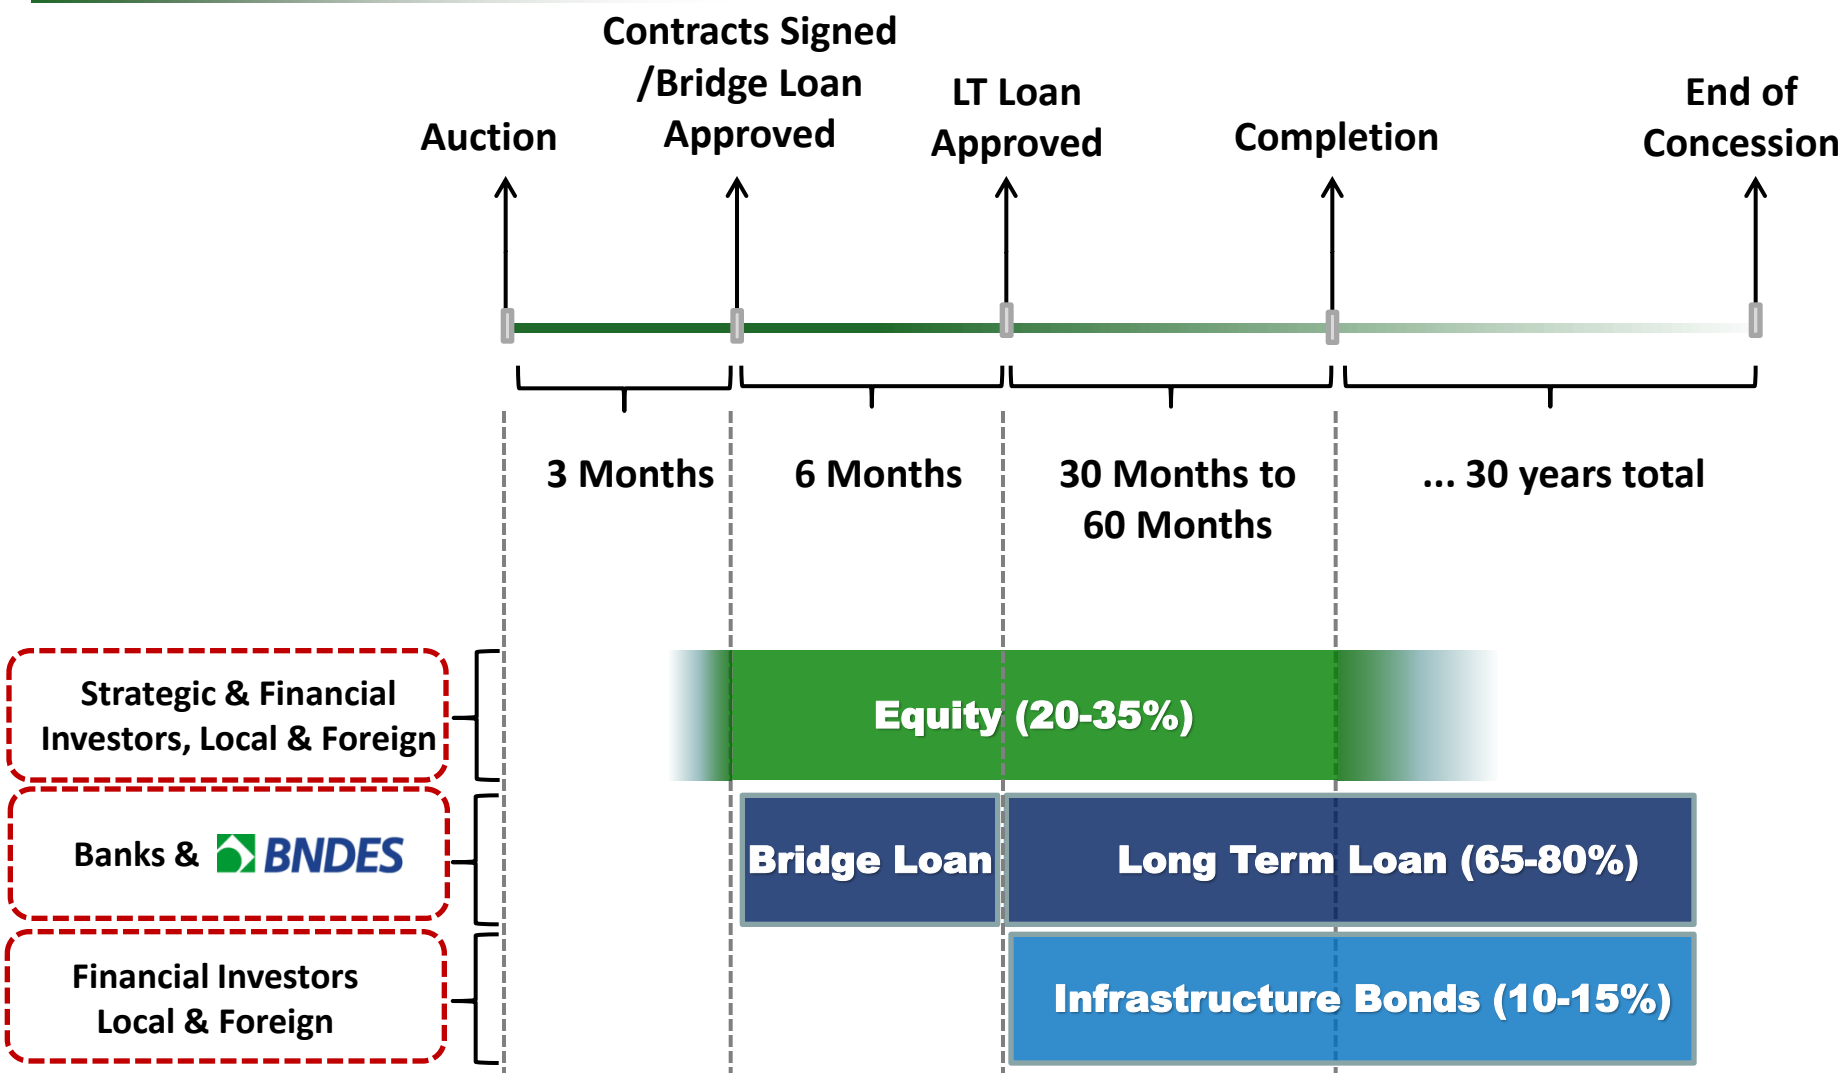 Contracts Signed
/Bridge Loan
Approved
Auction
LT Loan
Approved
Completion
End of
Concession
3 Months
6 Months
30 Months to
60 Months
... 30 years total
Strategic & Financial
Investors, Local & Foreign
Equity (20-35%)
Banks & BNDES
Bridge Loan
Long Term Loan (65-80%)
Financial Investors
Local & Foreign
Infrastructure Bonds (10-15%)